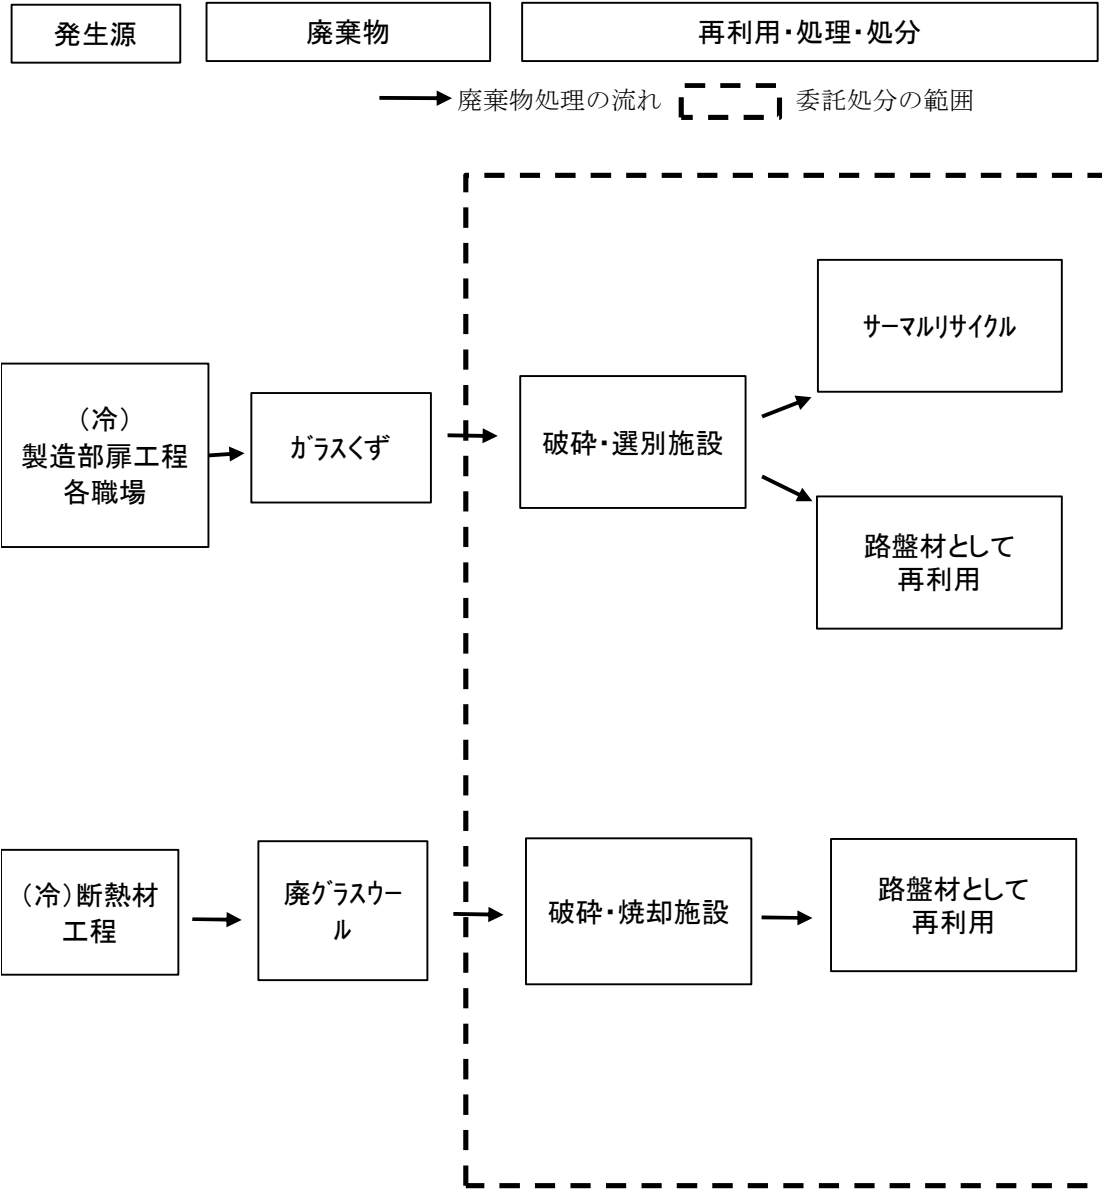 発生源
廃棄物
再利用・処理・処分
廃棄物処理の流れ
委託処分の範囲
サーマルリサイクル
（冷）
製造部扉工程
各職場
ｶﾞﾗｽくず
破砕・選別施設
路盤材として
再利用
（冷）断熱材
工程
廃ｸﾞﾗｽｳｰ
ﾙ
破砕・焼却施設
路盤材として
再利用